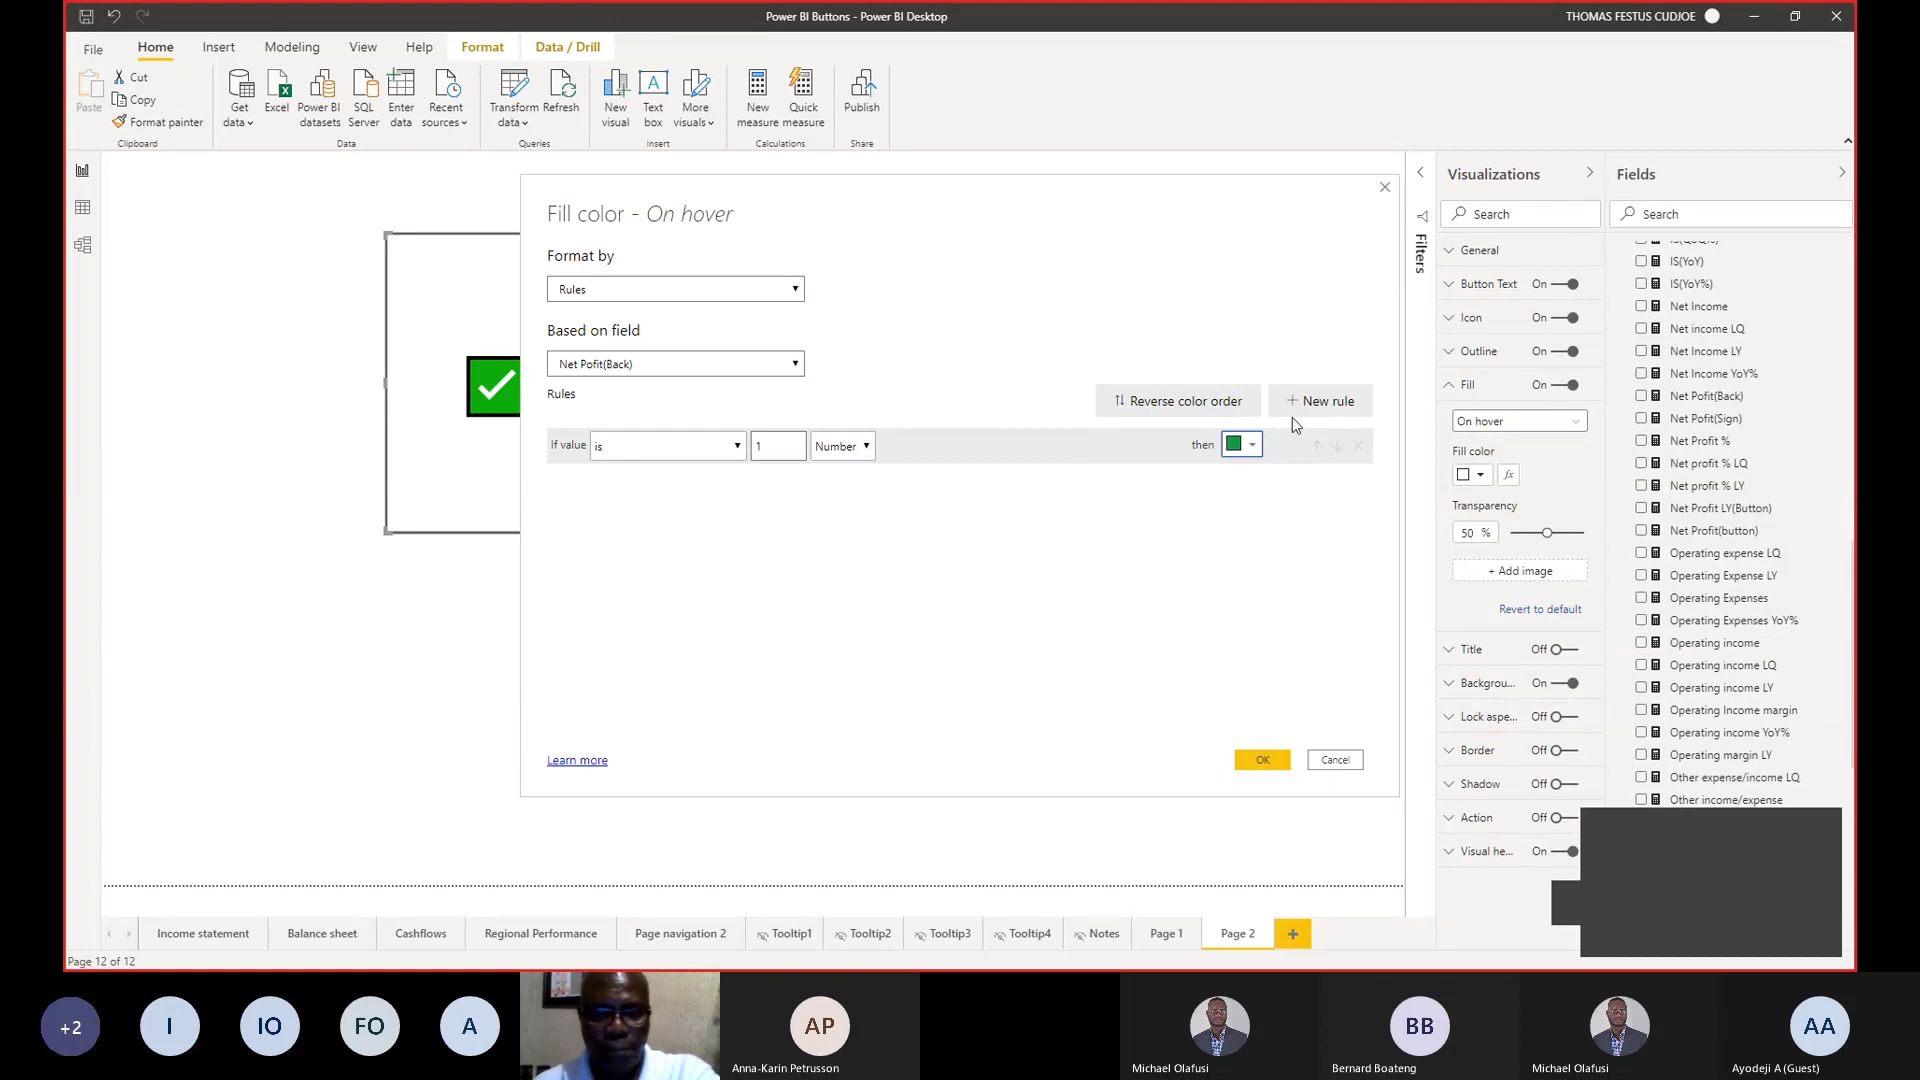 Power BI Buttons - Power BI Desktop
THOMAS FESTUS CUDJOE
File
Home
Insert
Modeling
View
Help
Format
Data / Drill
Paste
Cut
Copy
Format painter
Clipboard
Get data
Excel
Power BI datasets
SQL Server
Enter data
Recent sources
Data
Transform data
Refresh
Queries
New visual
Text box
More visuals
Insert
New measure
Quick measure
Calculations
Publish
Share
Fill color - On hover
Format by
Rules
Based on field
Net Pofit(Back)
Rules
Reverse color order
New rule
If value
is
1
Number
then
Learn more
OK
Cancel
Filters
Visualizations
Search
General
Button Text On
Icon On
Outline On
Fill On
On hover
Fill color
fx
Transparency
50 %
+ Add image
Revert to default
Title Off
Backgrou... On
Lock aspe... Off
Border Off
Shadow Off
Action Off
Visual he... On
Fields
Search
IS(YoY)
IS(YoY%)
Net Income
Net income LQ
Net Income LY
Net Income YoY%
Net Pofit(Back)
Net Pofit(Sign)
Net Profit %
Net profit % LQ
Net profit % LY
Net Profit LY(Button)
Net Profit(button)
Operating expense LQ
Operating Expense LY
Operating Expenses
Operating Expenses YoY%
Operating income
Operating income LQ
Operating income LY
Operating Income margin
Operating income YoY%
Operating margin LY
Other expense/income LQ
Other income/expense
Income statement
Balance sheet
Cashflows
Regional Performance
Page navigation 2
Tooltip1
Tooltip2
Tooltip3
Tooltip4
Notes
Page 1
Page 2
+
Page 12 of 12
+2
I
IO
FO
A
AP
Anna-Karin Petrusson
Michael Olafusi
BB
Bernard Boateng
Michael Olafusi
AA
Ayodeji A (Guest)